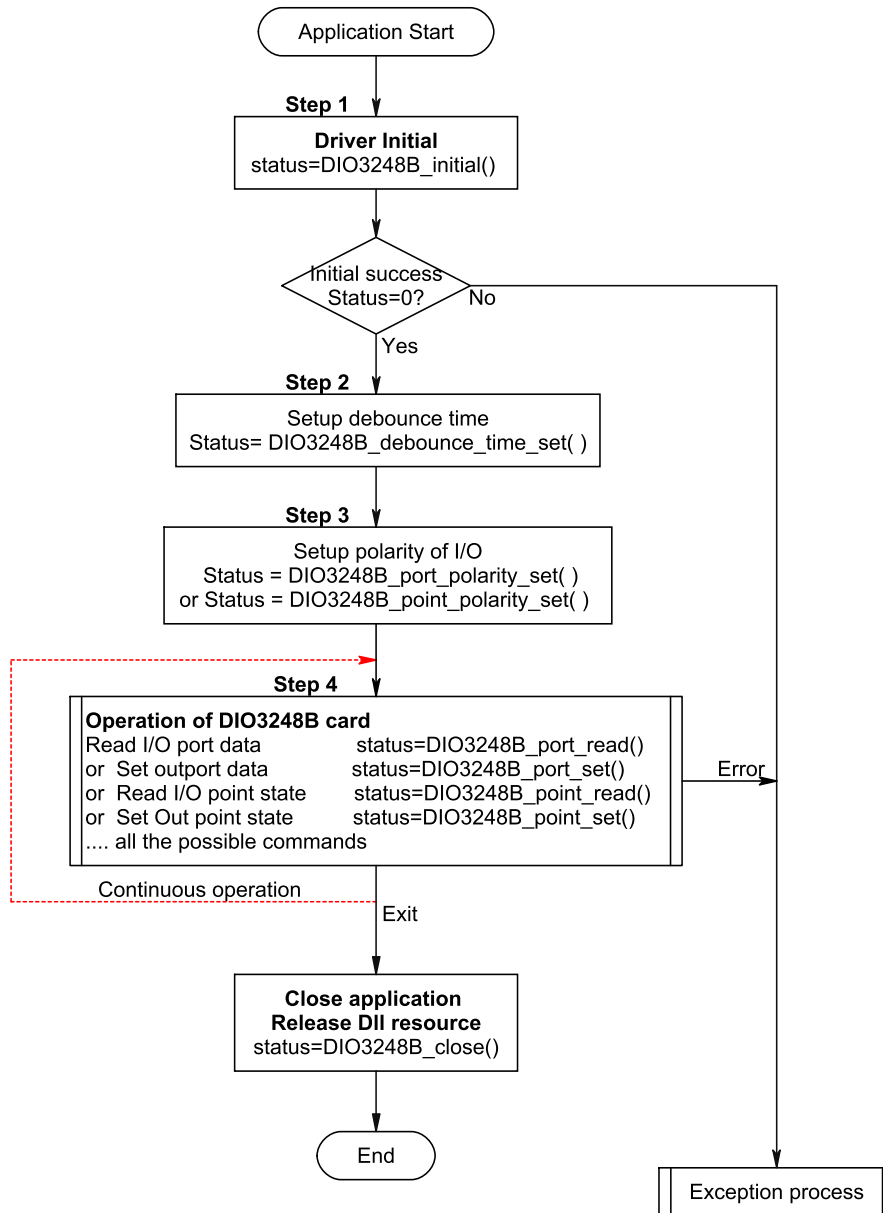 Application Start
Step 1
Driver Initial
status=DIO3248B_initial()
Initial success
Status=0?
No
Yes
Step 2
Setup debounce time
Status= DIO3248B_debounce_time_set( )
Step 3
Setup polarity of I/O
Status = DIO3248B_port_polarity_set( )
or Status = DIO3248B_point_polarity_set( )
Step 4
Operation of DIO3248B card
Read I/O port data status=DIO3248B_port_read()
or Set outport data status=DIO3248B_port_set()
or Read I/O point state status=DIO3248B_point_read()
or Set Out point state status=DIO3248B_point_set()
.... all the possible commands
Error
Continuous operation
Exit
Close application
Release Dll resource
status=DIO3248B_close()
End
Exception process